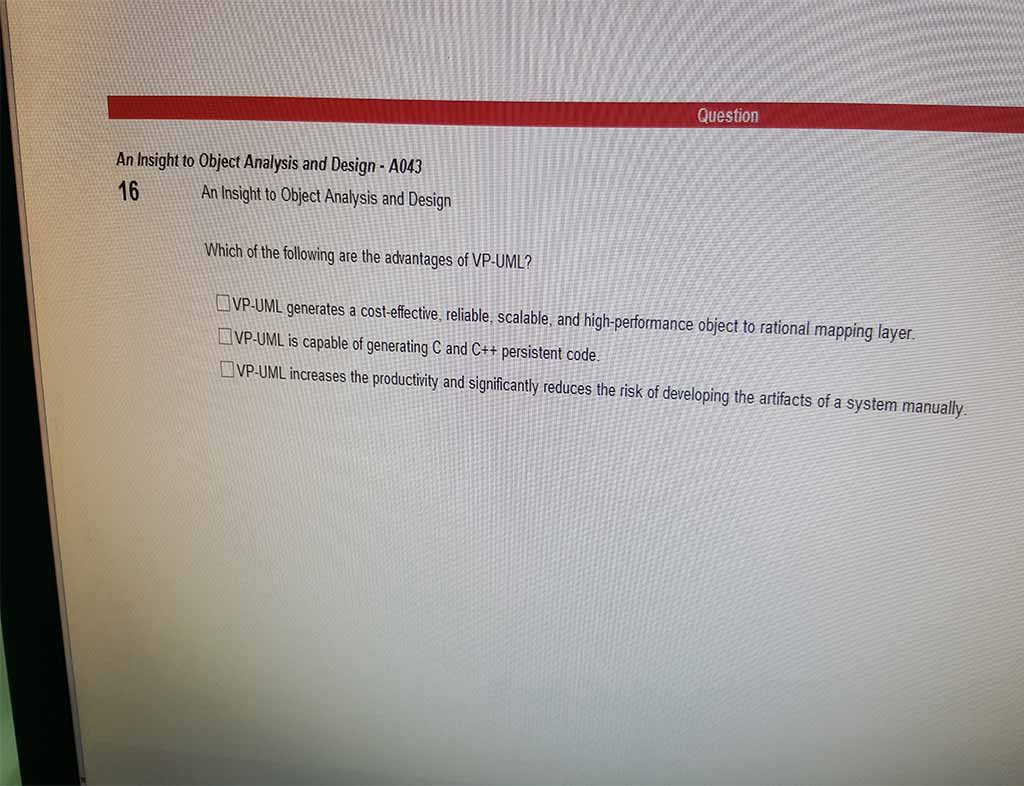 Question
An Insight to Object Analysis and Design - A043
16 An Insight to Object Analysis and Design
Which of the following are the advantages of VP-UML?
VP-UML generates a cost-effective, reliable, scalable, and high-performance object to rational mapping layer.
VP-UML is capable of generating C and C++ persistent code.
VP-UML increases the productivity and significantly reduces the risk of developing the artifacts of a system manually.